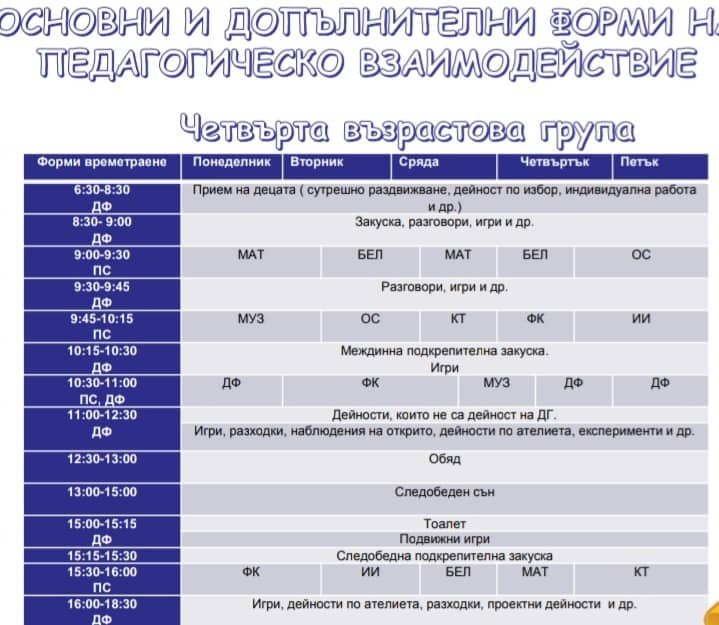 ОСНОВНИ И ДОПЪЛНИТЕЛНИ ФОРМИ НА
ПЕДАГОГИЧЕСКО ВЗАИМОДЕЙСТВИЕ
Четвърта възрастова група
Форми времетраене Понеделник Вторник Сряда Четвъртък Петък
6:30-8:30 Прием на децата ( сутрешно раздвижване, дейност по избор, индивидуална работа
ДФ и др.)
8:30- 9:00 Закуска, разговори, игри и др.
ДФ
9:00-9:30 МАТ БЕЛ МАТ БЕЛ ОС
ПС
9:30-9:45 Разговори, игри и др.
ДФ
9:45-10:15 МУЗ ОС КТ ФК ИИ
ПС
10:15-10:30 Междинна подкрепителна закуска.
ДФ Игри
10:30-11:00 ДФ ФК МУЗ ДФ ДФ
ПС, ДФ
11:00-12:30 Дейности, които не са дейност на ДГ.
ДФ Игри, разходки, наблюдения на открито, дейности по ателиета, експерименти и др.
12:30-13:00 Обяд
13:00-15:00 Следобеден сън
15:00-15:15 Тоалет
ДФ Подвижни игри
15:15-15:30 Следобедна подкрепителна закуска
15:30-16:00 ФК ИИ БЕЛ МАТ КТ
ПС
16:00-18:30 Игри, дейности по ателиета, разходки, проектни дейности и др.
ДФ